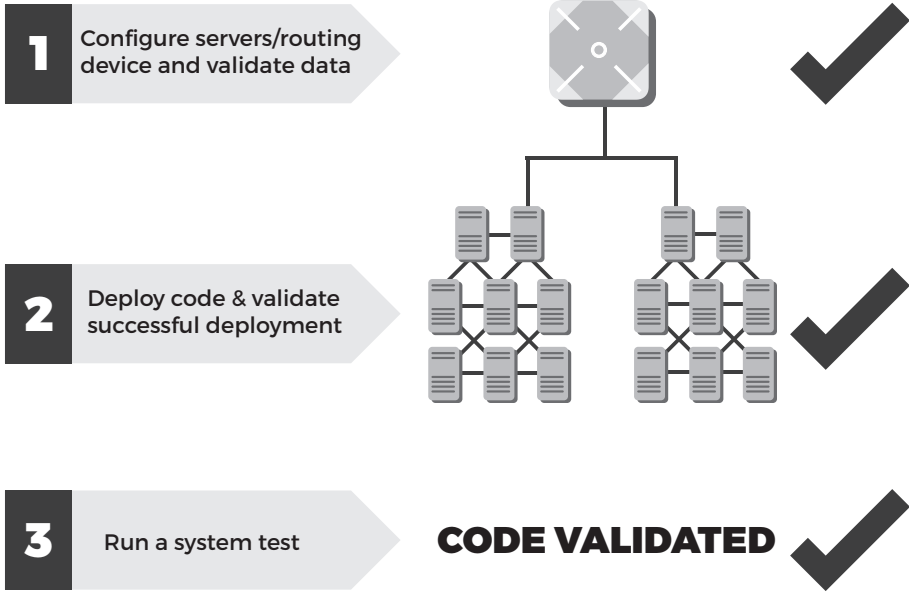 1
Configure servers/routing
device and validate data
2
Deploy code & validate
successful deployment
3
Run a system test
CODE VALIDATED